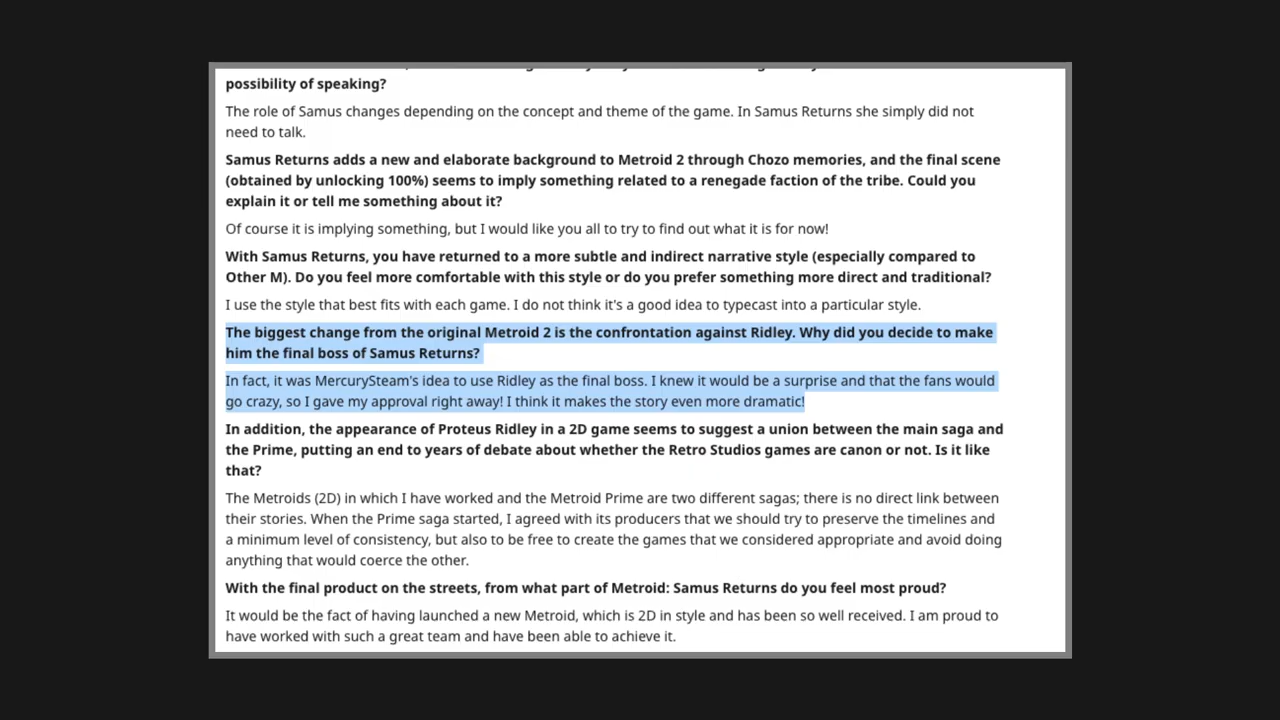 possibility of speaking?
The role of Samus changes depending on the concept and theme of the game. In Samus Returns she simply did not
need to talk.
Samus Returns adds a new and elaborate background to Metroid 2 through Chozo memories, and the final scene
(obtained by unlocking 100%) seems to imply something related to a renegade faction of the tribe. Could you
explain it or tell me something about it?
Of course it is implying something, but I would like you all to try to find out what it is for now!
With Samus Returns, you have returned to a more subtle and indirect narrative style (especially compared to
Other M). Do you feel more comfortable with this style or do you prefer something more direct and traditional?
I use the style that best fits with each game. I do not think it's a good idea to typecast into a particular style.
The biggest change from the original Metroid 2 is the confrontation against Ridley. Why did you decide to make
him the final boss of Samus Returns?
In fact, it was MercurySteam's idea to use Ridley as the final boss. I knew it would be a surprise and that the fans would
go crazy, so I gave my approval right away! I think it makes the story even more dramatic!
In addition, the appearance of Proteus Ridley in a 2D game seems to suggest a union between the main saga and
the Prime, putting an end to years of debate about whether the Retro Studios games are canon or not. Is it like
that?
The Metroids (2D) in which I have worked and the Metroid Prime are two different sagas; there is no direct link between
their stories. When the Prime saga started, I agreed with its producers that we should try to preserve the timelines and
a minimum level of consistency, but also to be free to create the games that we considered appropriate and avoid doing
anything that would coerce the other.
With the final product on the streets, from what part of Metroid: Samus Returns do you feel most proud?
It would be the fact of having launched a new Metroid, which is 2D in style and has been so well received. I am proud to
have worked with such a great team and have been able to achieve it.